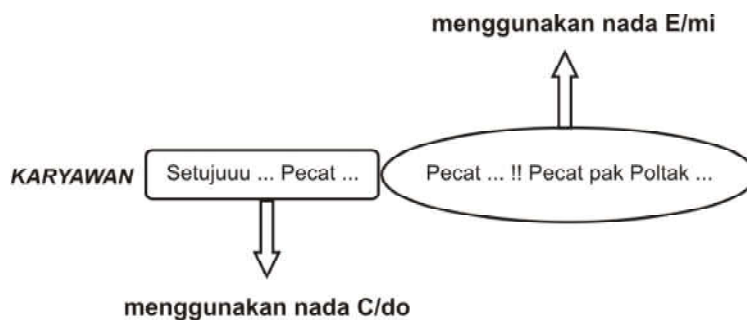 menggunakan nada E/mi
KARYAWAN Setujuuu ... Pecat ... Pecat ... !! Pecat pak Poltak ...
menggunakan nada C/do